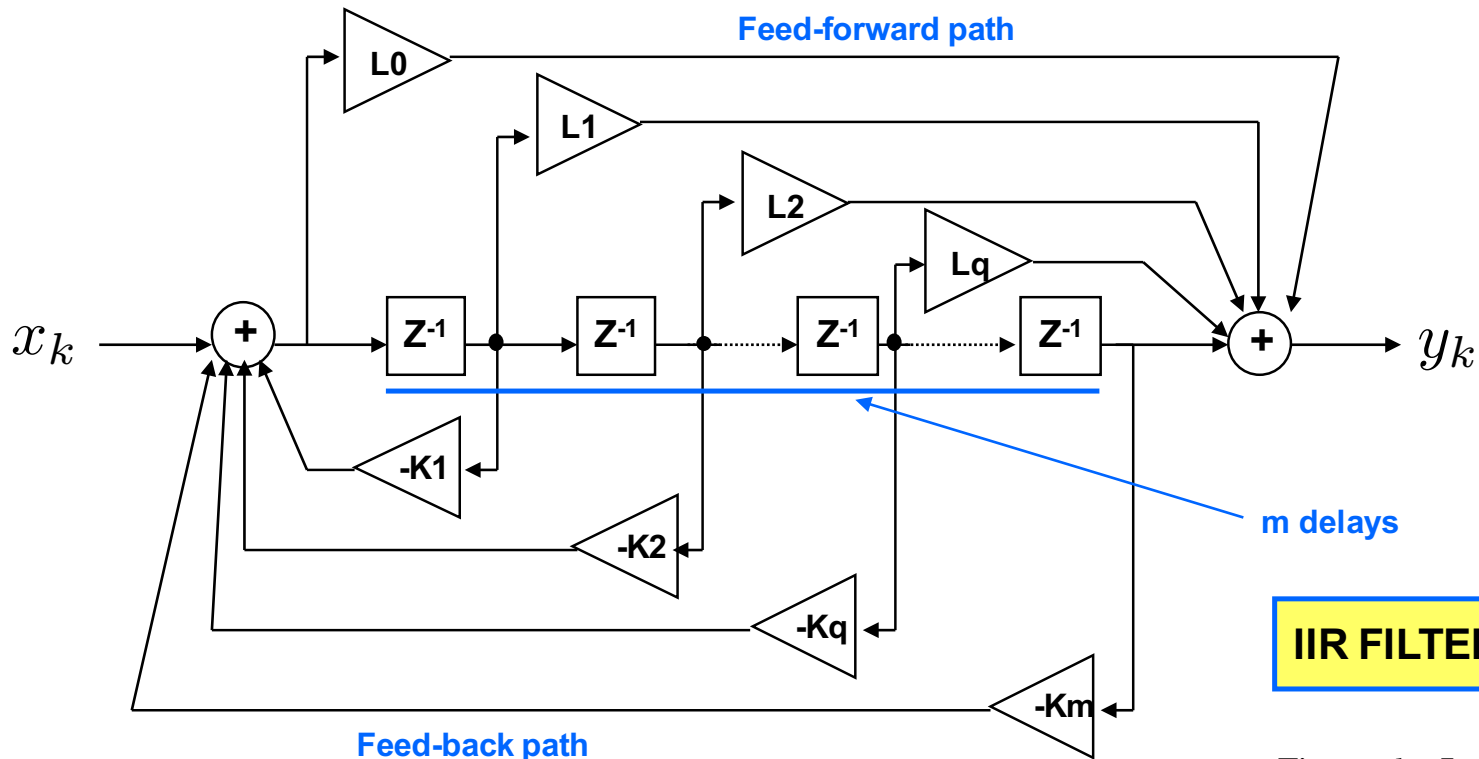 Feed-forward path
L0
L1
L2
Lq
x_k
+
Z⁻¹
Z⁻¹
Z⁻¹
Z⁻¹
+
y_k
-K1
-K2
-Kq
-Km
m delays
Feed-back path